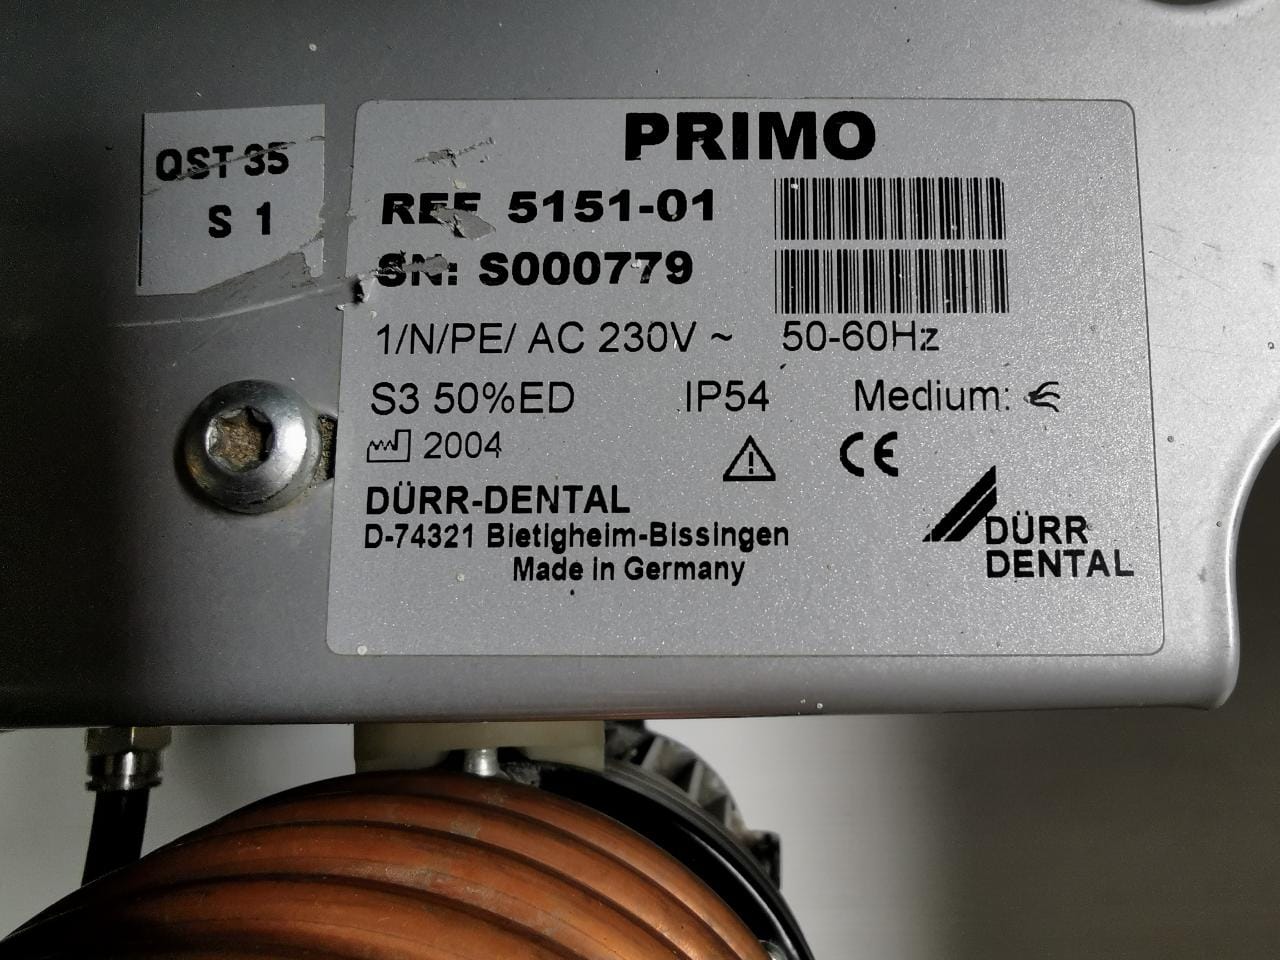 QST 35
S 1
PRIMO
REF 5151-01
SN: S000779
1/N/PE/ AC 230V ~ 50-60Hz
S3 50%ED IP54 Medium:
2004
CE
DÜRR-DENTAL
D-74321 Bietigheim-Bissingen
Made in Germany
DÜRR
DENTAL